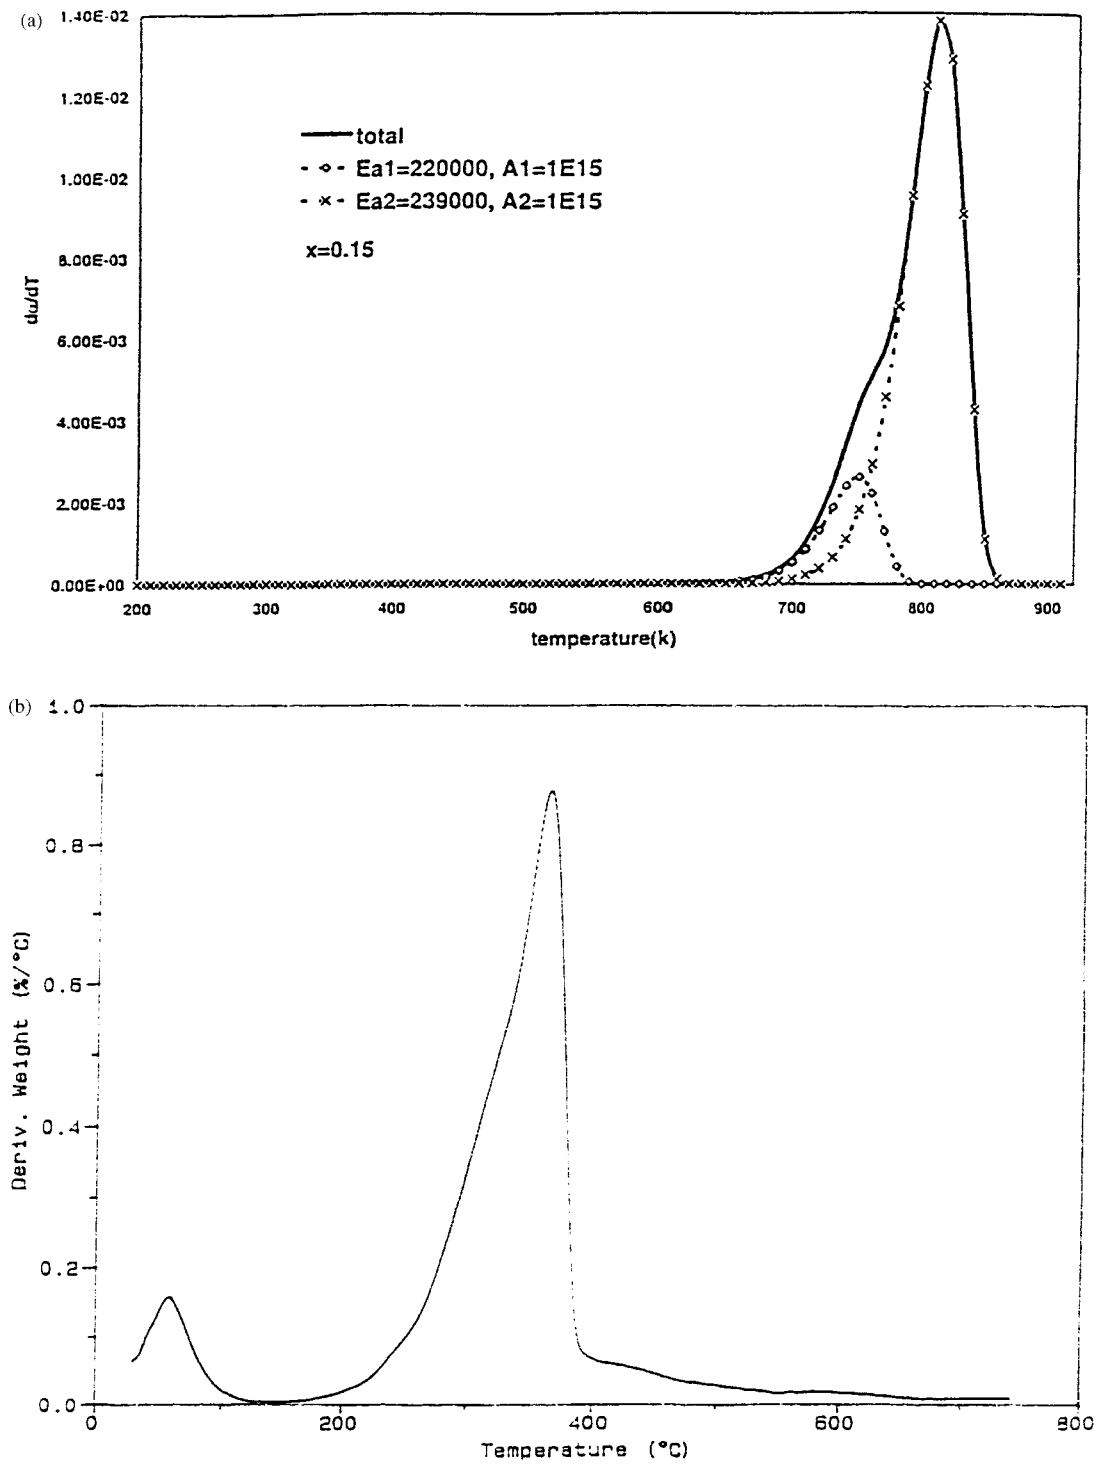 (a)
1.40E-02
1.20E-02
1.00E-02
8.00E-03
6.00E-03
4.00E-03
2.00E-03
0.00E+00
dα/dT
total
Ea1=220000, A1=1E15
Ea2=239000, A2=1E15
x=0.15
200 300 400 500 600 700 800 900
temperature(k)
(b)
1.0
0.8
0.6
0.4
0.2
0.0
Deriv. Weight (%/°C)
0 200 400 600 800
Temperature (°C)